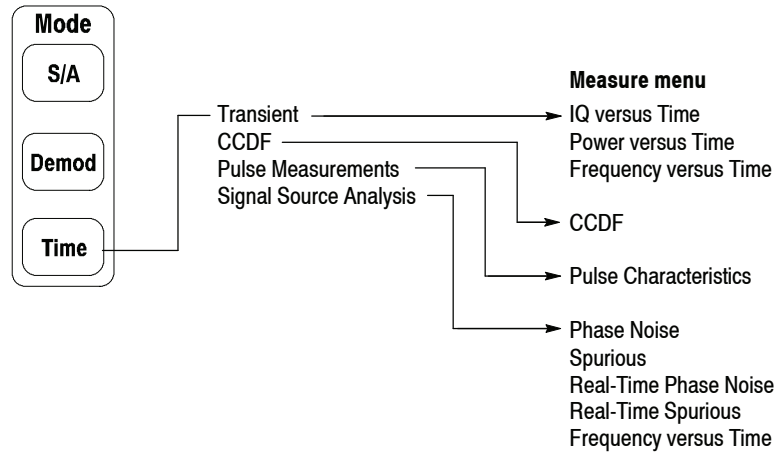 Mode
S/A
Demod
Time
Transient
CCDF
Pulse Measurements
Signal Source Analysis
Measure menu
IQ versus Time
Power versus Time
Frequency versus Time
CCDF
Pulse Characteristics
Phase Noise
Spurious
Real-Time Phase Noise
Real-Time Spurious
Frequency versus Time